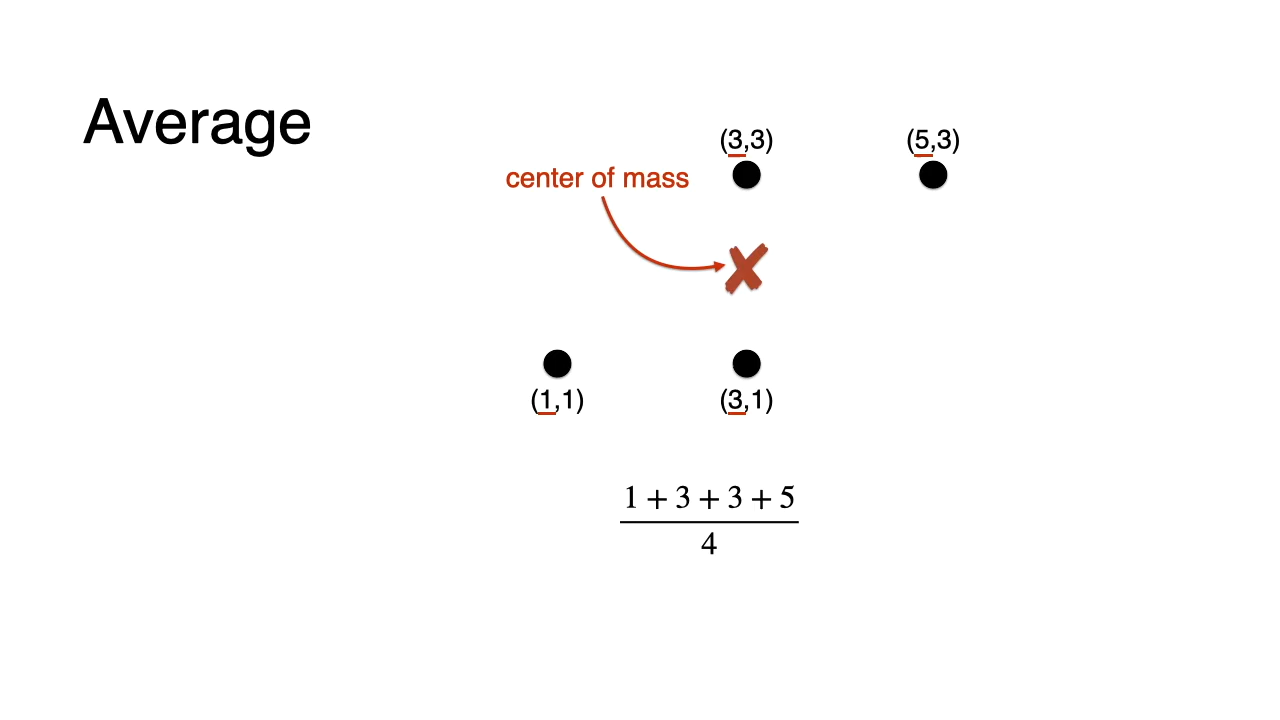 Average
(3,3)
(5,3)
center of mass
(1,1)
(3,1)
1 + 3 + 3 + 5
4